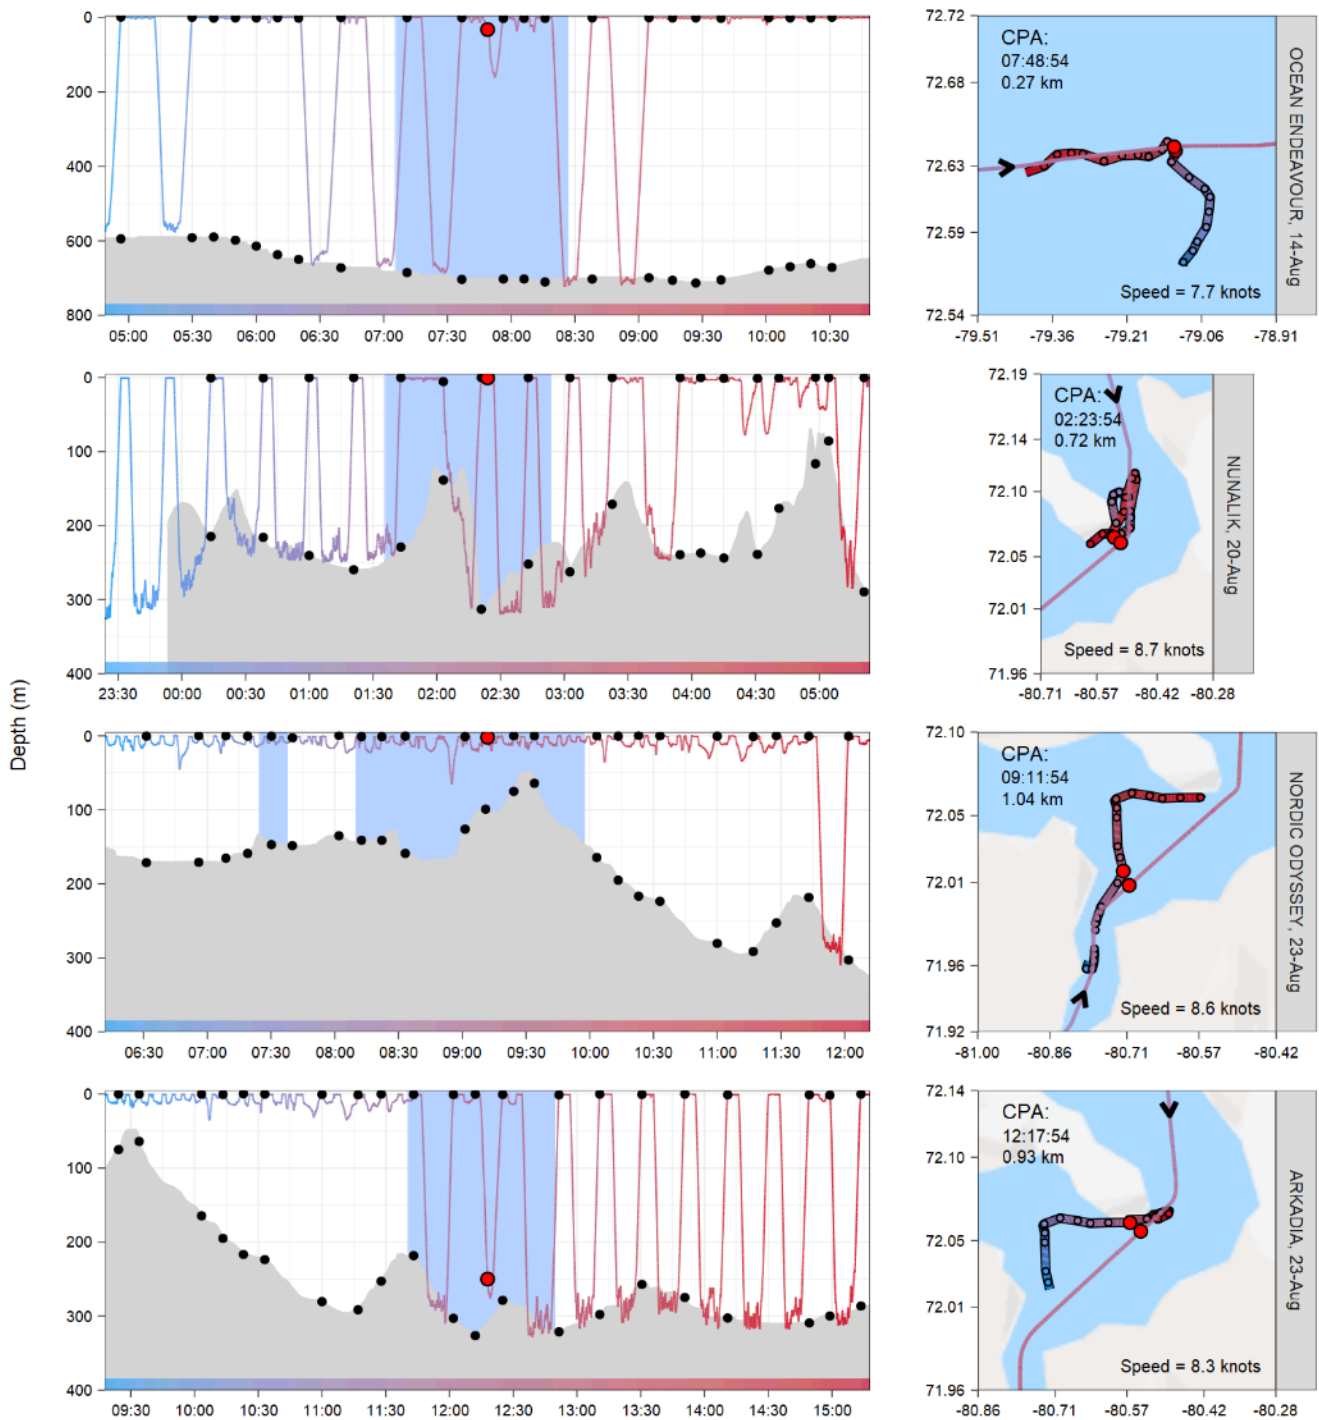 Depth (m)
0
200
400
600
800
05:00 05:30 06:00 06:30 07:00 07:30 08:00 08:30 09:00 09:30 10:00 10:30
72.72
72.68
72.63
72.59
72.54
-79.51 -79.36 -79.21 -79.06 -78.91
CPA:
07:48:54
0.27 km
Speed = 7.7 knots
OCEAN ENDEAVOUR, 14-Aug
0
100
200
300
400
23:30 00:00 00:30 01:00 01:30 02:00 02:30 03:00 03:30 04:00 04:30 05:00
72.19
72.14
72.10
72.05
72.01
71.96
-80.71 -80.57 -80.42 -80.28
CPA:
02:23:54
0.72 km
Speed = 8.7 knots
NUNALIK, 20-Aug
0
100
200
300
400
06:30 07:00 07:30 08:00 08:30 09:00 09:30 10:00 10:30 11:00 11:30 12:00
72.10
72.05
72.01
71.96
71.92
-81.00 -80.86 -80.71 -80.57 -80.42
CPA:
09:11:54
1.04 km
Speed = 8.6 knots
NORDIC ODYSSEY, 23-Aug
0
100
200
300
400
09:30 10:00 10:30 11:00 11:30 12:00 12:30 13:00 13:30 14:00 14:30 15:00
72.14
72.10
72.05
72.01
71.96
-80.86 -80.71 -80.57 -80.42 -80.28
CPA:
12:17:54
0.93 km
Speed = 8.3 knots
ARKADIA, 23-Aug